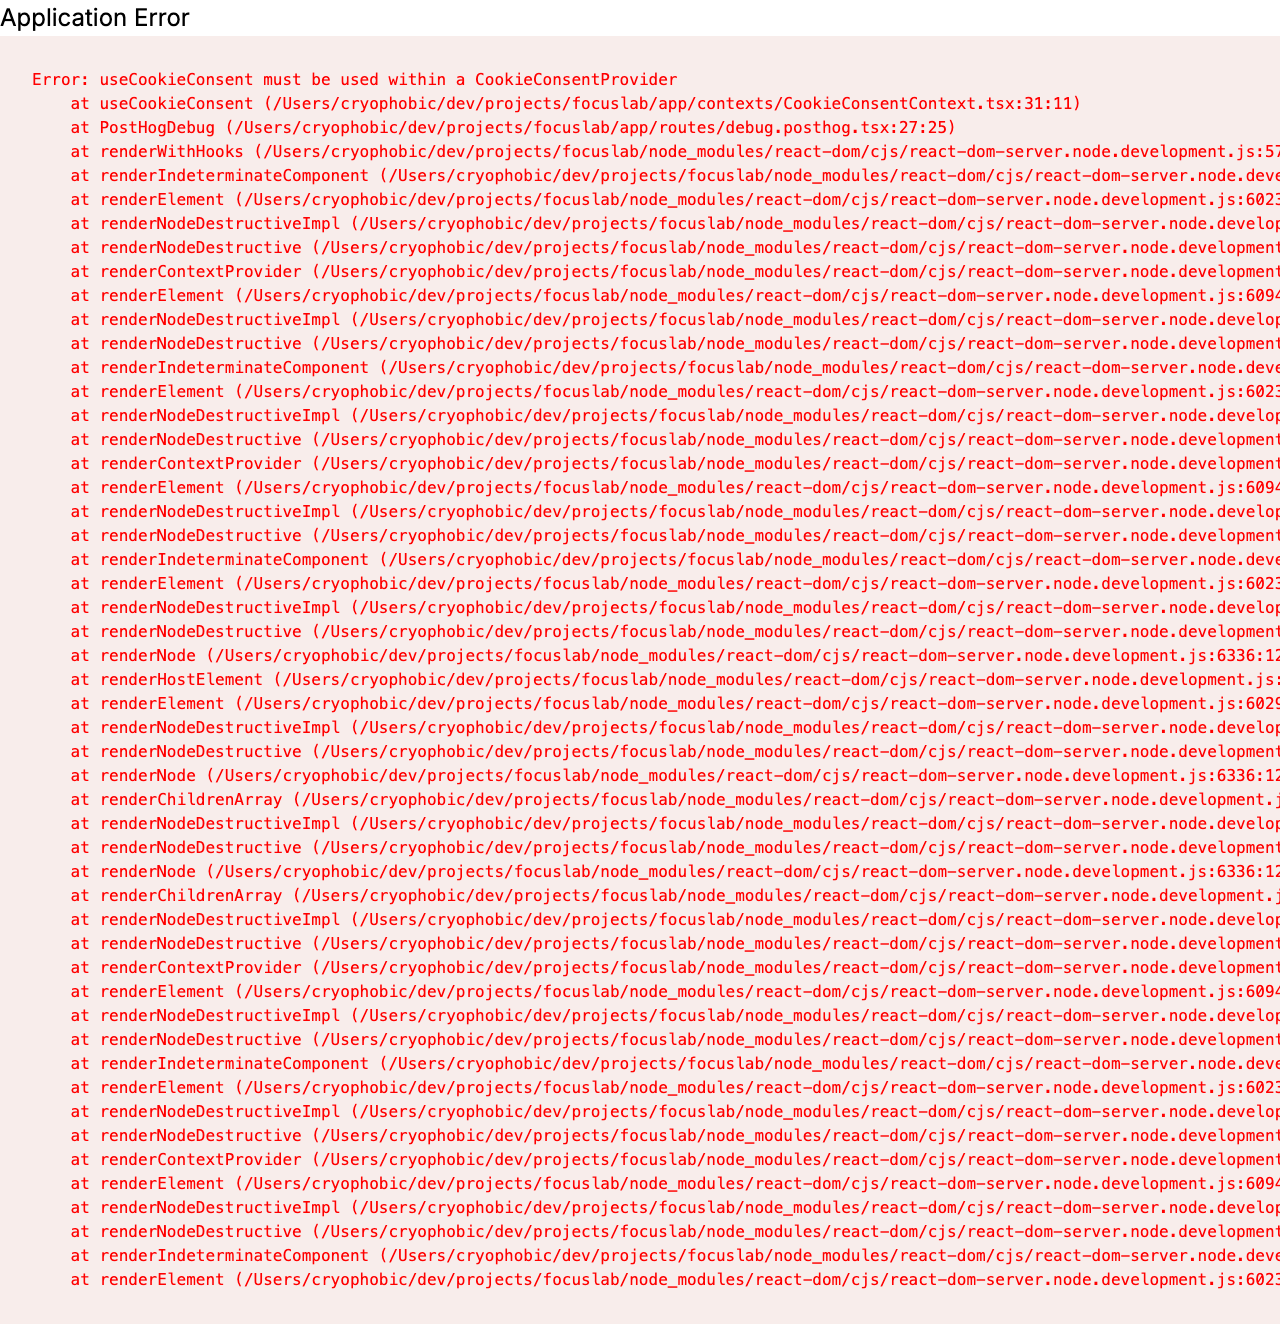 Application Error
Error: useCookieConsent must be used within a CookieConsentProvider
at useCookieConsent (/Users/cryophobic/dev/projects/focuslab/app/contexts/CookieConsentContext.tsx:31:11)
at PostHogDebug (/Users/cryophobic/dev/projects/focuslab/app/routes/debug.posthog.tsx:27:25)
at renderWithHooks (/Users/cryophobic/dev/projects/focuslab/node_modules/react-dom/cjs/react-dom-server.node.development.js:57
at renderIndeterminateComponent (/Users/cryophobic/dev/projects/focuslab/node_modules/react-dom/cjs/react-dom-server.node.deve
at renderElement (/Users/cryophobic/dev/projects/focuslab/node_modules/react-dom/cjs/react-dom-server.node.development.js:6023
at renderNodeDestructiveImpl (/Users/cryophobic/dev/projects/focuslab/node_modules/react-dom/cjs/react-dom-server.node.develop
at renderNodeDestructive (/Users/cryophobic/dev/projects/focuslab/node_modules/react-dom/cjs/react-dom-server.node.development
at renderContextProvider (/Users/cryophobic/dev/projects/focuslab/node_modules/react-dom/cjs/react-dom-server.node.development
at renderElement (/Users/cryophobic/dev/projects/focuslab/node_modules/react-dom/cjs/react-dom-server.node.development.js:6094
at renderNodeDestructiveImpl (/Users/cryophobic/dev/projects/focuslab/node_modules/react-dom/cjs/react-dom-server.node.develop
at renderNodeDestructive (/Users/cryophobic/dev/projects/focuslab/node_modules/react-dom/cjs/react-dom-server.node.development
at renderIndeterminateComponent (/Users/cryophobic/dev/projects/focuslab/node_modules/react-dom/cjs/react-dom-server.node.deve
at renderElement (/Users/cryophobic/dev/projects/focuslab/node_modules/react-dom/cjs/react-dom-server.node.development.js:6023
at renderNodeDestructiveImpl (/Users/cryophobic/dev/projects/focuslab/node_modules/react-dom/cjs/react-dom-server.node.develop
at renderNodeDestructive (/Users/cryophobic/dev/projects/focuslab/node_modules/react-dom/cjs/react-dom-server.node.development
at renderContextProvider (/Users/cryophobic/dev/projects/focuslab/node_modules/react-dom/cjs/react-dom-server.node.development
at renderElement (/Users/cryophobic/dev/projects/focuslab/node_modules/react-dom/cjs/react-dom-server.node.development.js:6094
at renderNodeDestructiveImpl (/Users/cryophobic/dev/projects/focuslab/node_modules/react-dom/cjs/react-dom-server.node.develop
at renderNodeDestructive (/Users/cryophobic/dev/projects/focuslab/node_modules/react-dom/cjs/react-dom-server.node.development
at renderIndeterminateComponent (/Users/cryophobic/dev/projects/focuslab/node_modules/react-dom/cjs/react-dom-server.node.deve
at renderElement (/Users/cryophobic/dev/projects/focuslab/node_modules/react-dom/cjs/react-dom-server.node.development.js:6023
at renderNodeDestructiveImpl (/Users/cryophobic/dev/projects/focuslab/node_modules/react-dom/cjs/react-dom-server.node.develop
at renderNodeDestructive (/Users/cryophobic/dev/projects/focuslab/node_modules/react-dom/cjs/react-dom-server.node.development
at renderNode (/Users/cryophobic/dev/projects/focuslab/node_modules/react-dom/cjs/react-dom-server.node.development.js:6336:12
at renderHostElement (/Users/cryophobic/dev/projects/focuslab/node_modules/react-dom/cjs/react-dom-server.node.development.js:
at renderElement (/Users/cryophobic/dev/projects/focuslab/node_modules/react-dom/cjs/react-dom-server.node.development.js:6029
at renderNodeDestructiveImpl (/Users/cryophobic/dev/projects/focuslab/node_modules/react-dom/cjs/react-dom-server.node.develop
at renderNodeDestructive (/Users/cryophobic/dev/projects/focuslab/node_modules/react-dom/cjs/react-dom-server.node.development
at renderNode (/Users/cryophobic/dev/projects/focuslab/node_modules/react-dom/cjs/react-dom-server.node.development.js:6336:12
at renderChildrenArray (/Users/cryophobic/dev/projects/focuslab/node_modules/react-dom/cjs/react-dom-server.node.development.j
at renderNodeDestructiveImpl (/Users/cryophobic/dev/projects/focuslab/node_modules/react-dom/cjs/react-dom-server.node.develop
at renderNodeDestructive (/Users/cryophobic/dev/projects/focuslab/node_modules/react-dom/cjs/react-dom-server.node.development
at renderNode (/Users/cryophobic/dev/projects/focuslab/node_modules/react-dom/cjs/react-dom-server.node.development.js:6336:12
at renderChildrenArray (/Users/cryophobic/dev/projects/focuslab/node_modules/react-dom/cjs/react-dom-server.node.development.j
at renderNodeDestructiveImpl (/Users/cryophobic/dev/projects/focuslab/node_modules/react-dom/cjs/react-dom-server.node.develop
at renderNodeDestructive (/Users/cryophobic/dev/projects/focuslab/node_modules/react-dom/cjs/react-dom-server.node.development
at renderContextProvider (/Users/cryophobic/dev/projects/focuslab/node_modules/react-dom/cjs/react-dom-server.node.development
at renderElement (/Users/cryophobic/dev/projects/focuslab/node_modules/react-dom/cjs/react-dom-server.node.development.js:6094
at renderNodeDestructiveImpl (/Users/cryophobic/dev/projects/focuslab/node_modules/react-dom/cjs/react-dom-server.node.develop
at renderNodeDestructive (/Users/cryophobic/dev/projects/focuslab/node_modules/react-dom/cjs/react-dom-server.node.development
at renderIndeterminateComponent (/Users/cryophobic/dev/projects/focuslab/node_modules/react-dom/cjs/react-dom-server.node.deve
at renderElement (/Users/cryophobic/dev/projects/focuslab/node_modules/react-dom/cjs/react-dom-server.node.development.js:6023
at renderNodeDestructiveImpl (/Users/cryophobic/dev/projects/focuslab/node_modules/react-dom/cjs/react-dom-server.node.develop
at renderNodeDestructive (/Users/cryophobic/dev/projects/focuslab/node_modules/react-dom/cjs/react-dom-server.node.development
at renderContextProvider (/Users/cryophobic/dev/projects/focuslab/node_modules/react-dom/cjs/react-dom-server.node.development
at renderElement (/Users/cryophobic/dev/projects/focuslab/node_modules/react-dom/cjs/react-dom-server.node.development.js:6094
at renderNodeDestructiveImpl (/Users/cryophobic/dev/projects/focuslab/node_modules/react-dom/cjs/react-dom-server.node.develop
at renderNodeDestructive (/Users/cryophobic/dev/projects/focuslab/node_modules/react-dom/cjs/react-dom-server.node.development
at renderIndeterminateComponent (/Users/cryophobic/dev/projects/focuslab/node_modules/react-dom/cjs/react-dom-server.node.deve
at renderElement (/Users/cryophobic/dev/projects/focuslab/node_modules/react-dom/cjs/react-dom-server.node.development.js:6023